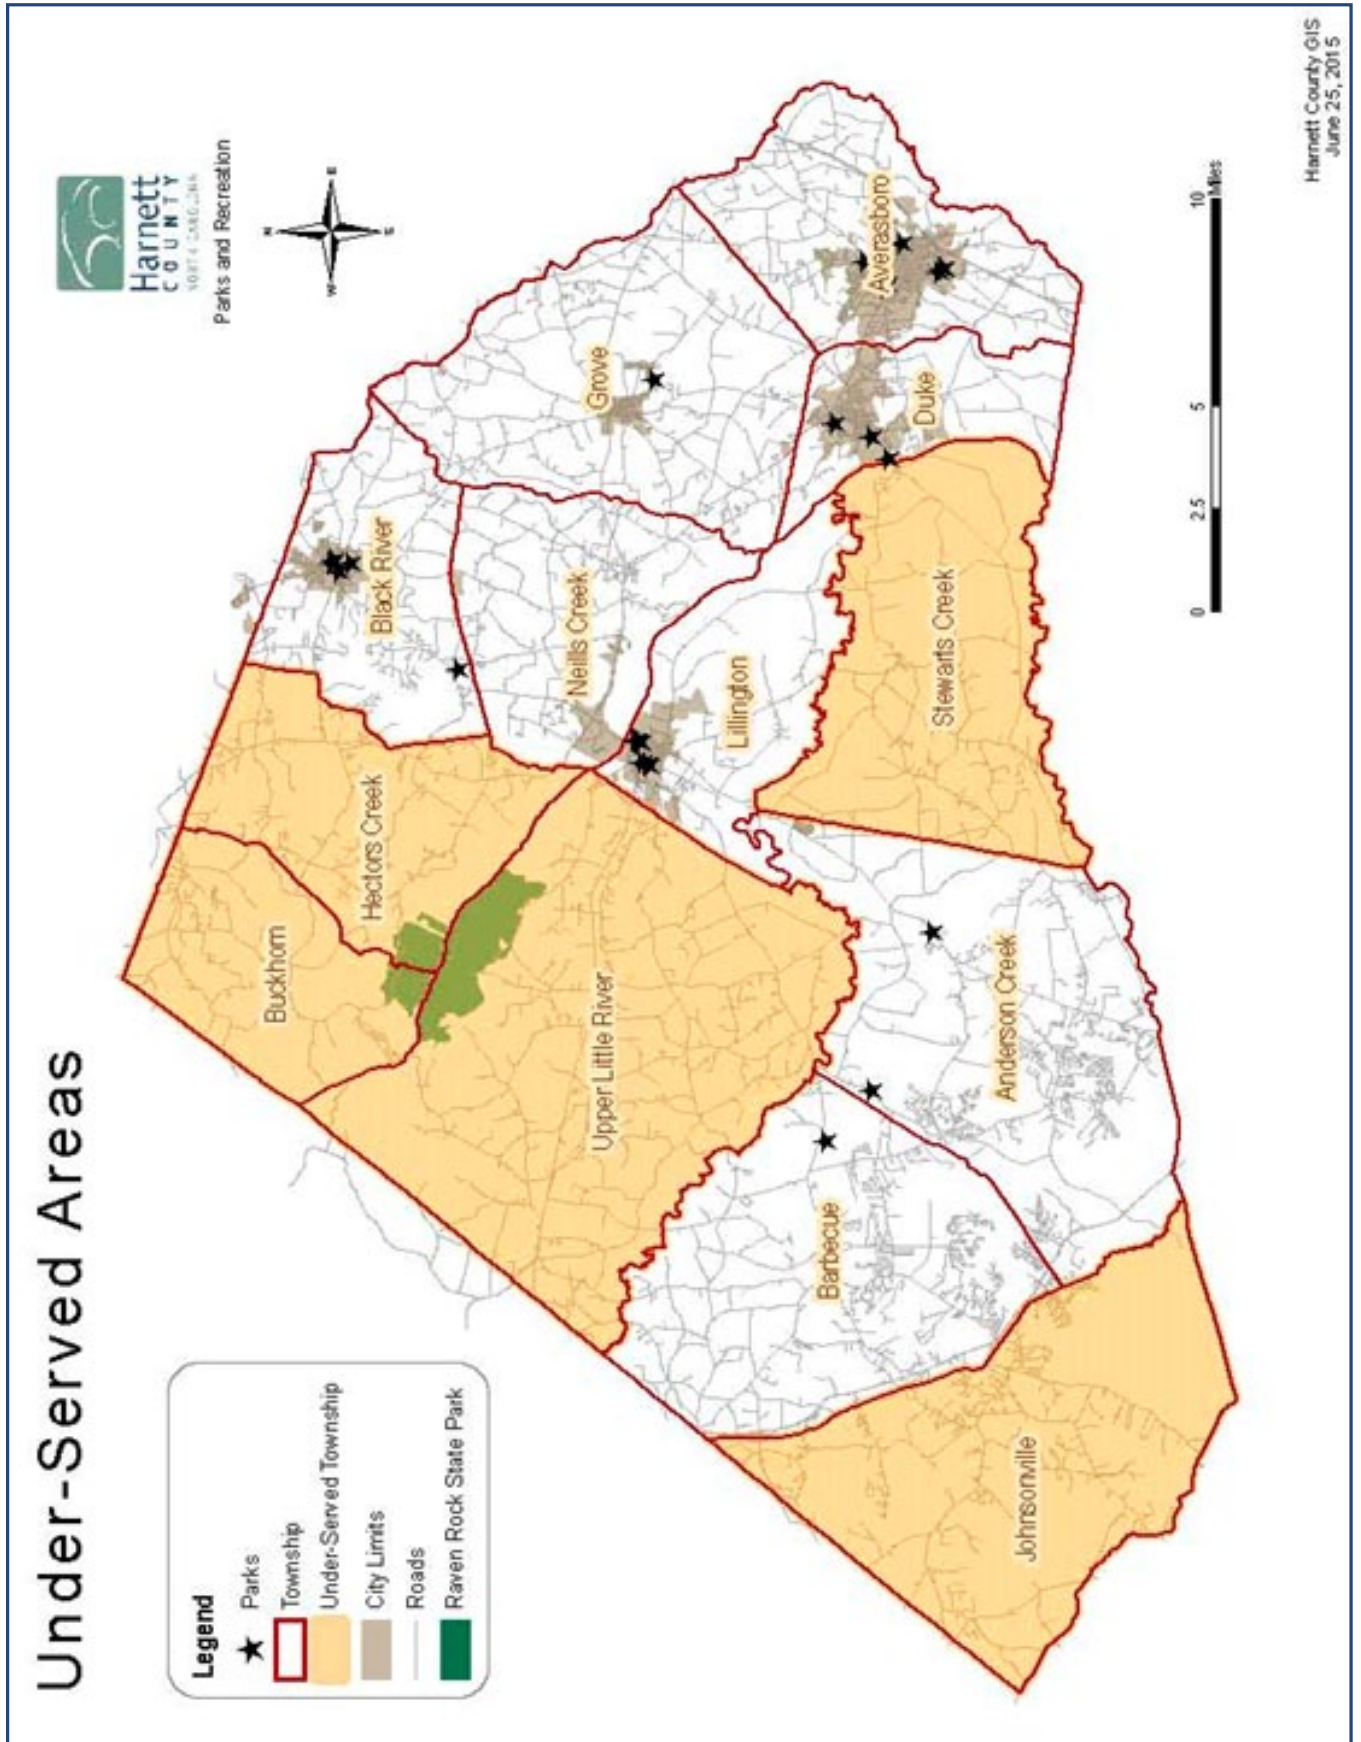 Under-Served Areas
Harnett
COUNTY
NORTH CAROLINA
Parks and Recreation
N
W
E
S
Legend
Parks
Township
Under-Served Township
City Limits
Roads
Raven Rock State Park
Buckhorn
Hectors Creek
Black River
Upper Little River
Neills Creek
Grove
Lillington
Averasboro
Duke
Barbecue
Anderson Creek
Stewarts Creek
Johnsonville
0 2.5 5 10
Miles
Harnett County GIS
June 25, 2015